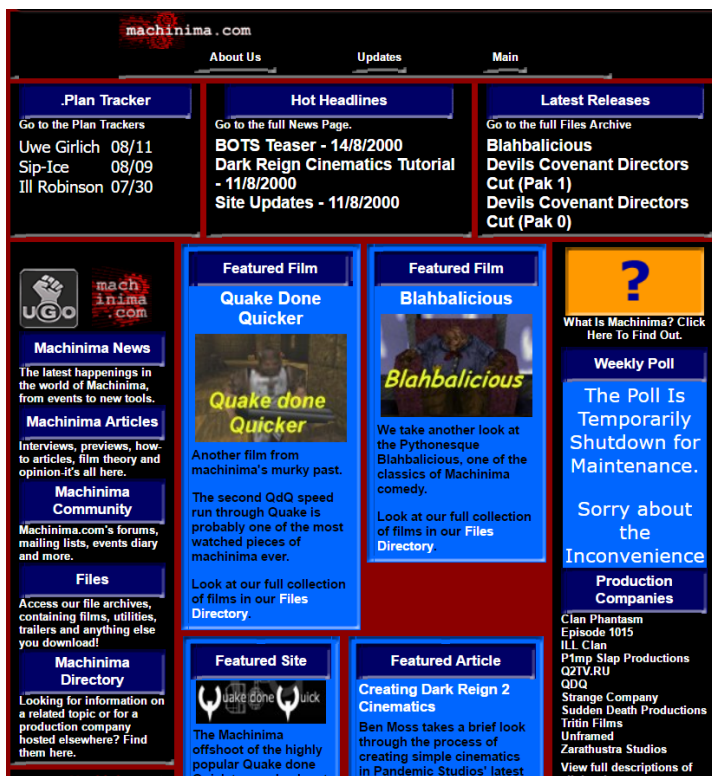 machinima.com
About Us
Updates
Main
.Plan Tracker
Go to the Plan Trackers
Uwe Girlich 08/11
Sip-Ice 08/09
Ill Robinson 07/30
Hot Headlines
Go to the full News Page.
BOTS Teaser - 14/8/2000
Dark Reign Cinematics Tutorial
- 11/8/2000
Site Updates - 11/8/2000
Latest Releases
Go to the full Files Archive
Blahbalicious
Devils Covenant Directors
Cut (Pak 1)
Devils Covenant Directors
Cut (Pak 0)
UGO
mach
inima
.com
Machinima News
The latest happenings in
the world of Machinima,
from events to new tools.
Machinima Articles
Interviews, previews, how-
to articles, film theory and
opinion-it's all here.
Machinima
Community
Machinima.com's forums,
mailing lists, events diary
and more.
Files
Access our file archives,
containing films, utilities,
trailers and anything else
you download!
Machinima
Directory
Looking for information on
a related topic or for a
production company
hosted elsewhere? Find
them here.
Featured Film
Quake Done
Quicker
Quake done
Quicker
Another film from
machinima's murky past.
The second QdQ speed
run through Quake is
probably one of the most
watched pieces of
machinima ever.
Look at our full collection
of films in our Files
Directory.
Featured Film
Blahbalicious
Blahbalicious
We take another look at
the Pythonesque
Blahbalicious, one of the
classics of Machinima
comedy.
Look at our full collection
of films in our Files
Directory.
Featured Site
Quake done Quick
The Machinima
offshoot of the highly
popular Quake done
Featured Article
Creating Dark Reign 2
Cinematics
Ben Moss takes a brief look
through the process of
creating simple cinematics
in Pandemic Studios' latest
?
What Is Machinima? Click
Here To Find Out.
Weekly Poll
The Poll Is
Temporarily
Shutdown for
Maintenance.
Sorry about
the
Inconvenience
Production
Companies
Clan Phantasm
Episode 1015
ILL Clan
P1mp Slap Productions
Q2TV.RU
QDQ
Strange Company
Sudden Death Productions
Tritin Films
Unframed
Zarathustra Studios
View full descriptions of